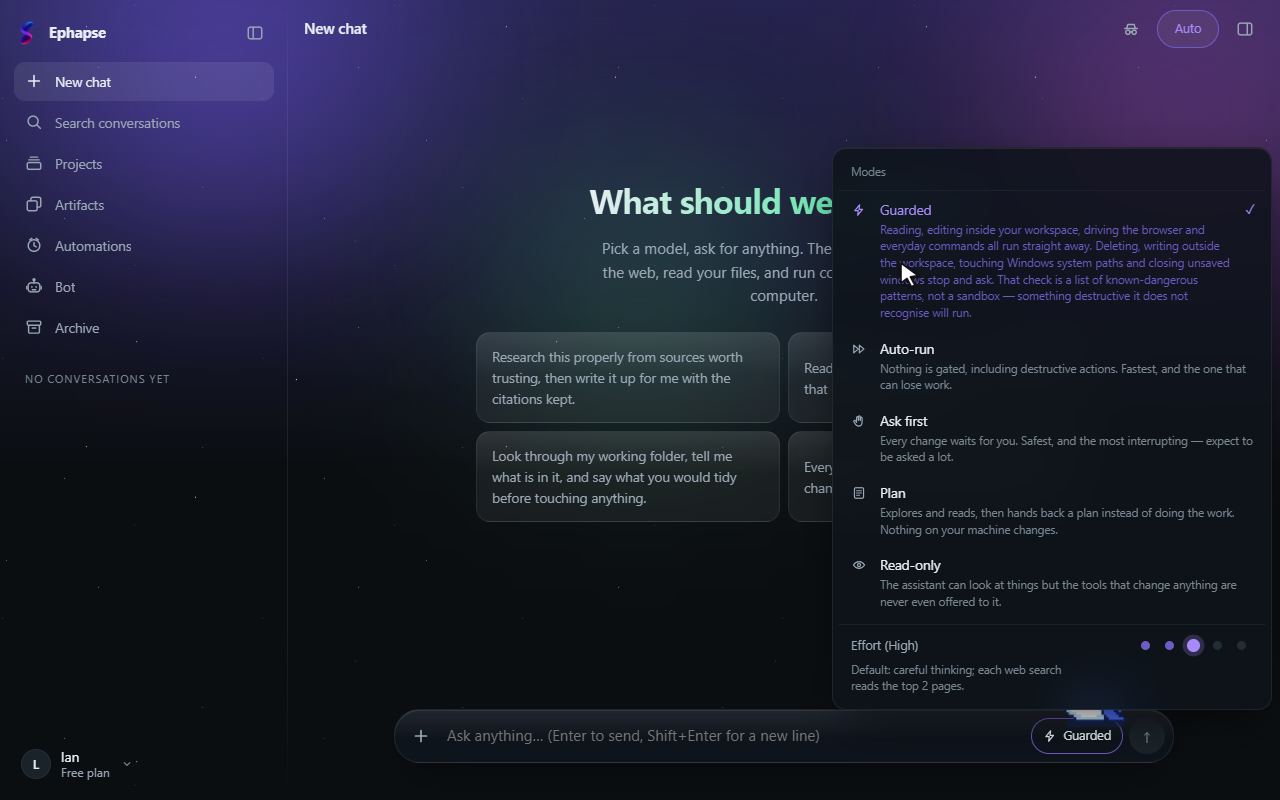 Ephapse
New chat
Auto
New chat
Search conversations
Projects
Artifacts
Automations
Bot
Archive
NO CONVERSATIONS YET
What should we
Pick a model, ask for anything. The
the web, read your files, and run co
computer.
Research this properly from sources worth
trusting, then write it up for me with the
citations kept.
Read
that
Look through my working folder, tell me
what is in it, and say what you would tidy
before touching anything.
Every
chan
Modes
Guarded
Reading, editing inside your workspace, driving the browser and
everyday commands all run straight away. Deleting, writing outside
the workspace, touching Windows system paths and closing unsaved
windows stop and ask. That check is a list of known-dangerous
patterns, not a sandbox — something destructive it does not
recognise will run.
Auto-run
Nothing is gated, including destructive actions. Fastest, and the one that
can lose work.
Ask first
Every change waits for you. Safest, and the most interrupting — expect to
be asked a lot.
Plan
Explores and reads, then hands back a plan instead of doing the work.
Nothing on your machine changes.
Read-only
The assistant can look at things but the tools that change anything are
never even offered to it.
Effort (High)
Default: careful thinking; each web search
reads the top 2 pages.
Ask anything... (Enter to send, Shift+Enter for a new line)
Guarded
L
lan
Free plan